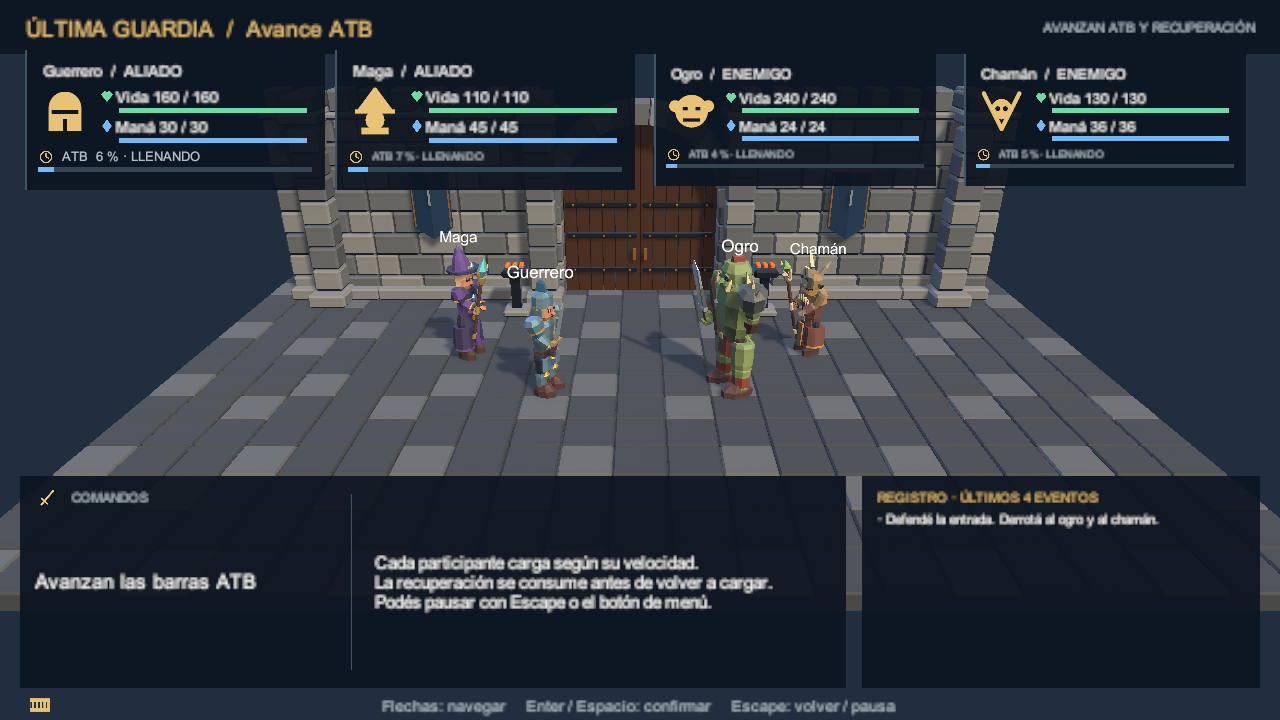 ÚLTIMA GUARDIA / Avance ATB
AVANZAN ATB Y RECUPERACIÓN
Guerrero / ALIADO
Vida 160 / 160
Maná 30 / 30
ATB 6 % · LLENANDO
Maga / ALIADO
Vida 110 / 110
Maná 45 / 45
ATB 7 % · LLENANDO
Ogro / ENEMIGO
Vida 240 / 240
Maná 24 / 24
ATB 4 % · LLENANDO
Chamán / ENEMIGO
Vida 130 / 130
Maná 36 / 36
ATB 5 % · LLENANDO
Maga
Guerrero
Ogro
Chamán
COMANDOS
Avanzan las barras ATB
Cada participante carga según su velocidad.
La recuperación se consume antes de volver a cargar.
Podés pausar con Escape o el botón de menú.
REGISTRO - ÚLTIMOS 4 EVENTOS
· Defendé la entrada. Derrotá al ogro y al chamán.
Flechas: navegar Enter / Espacio: confirmar Escape: volver / pausa